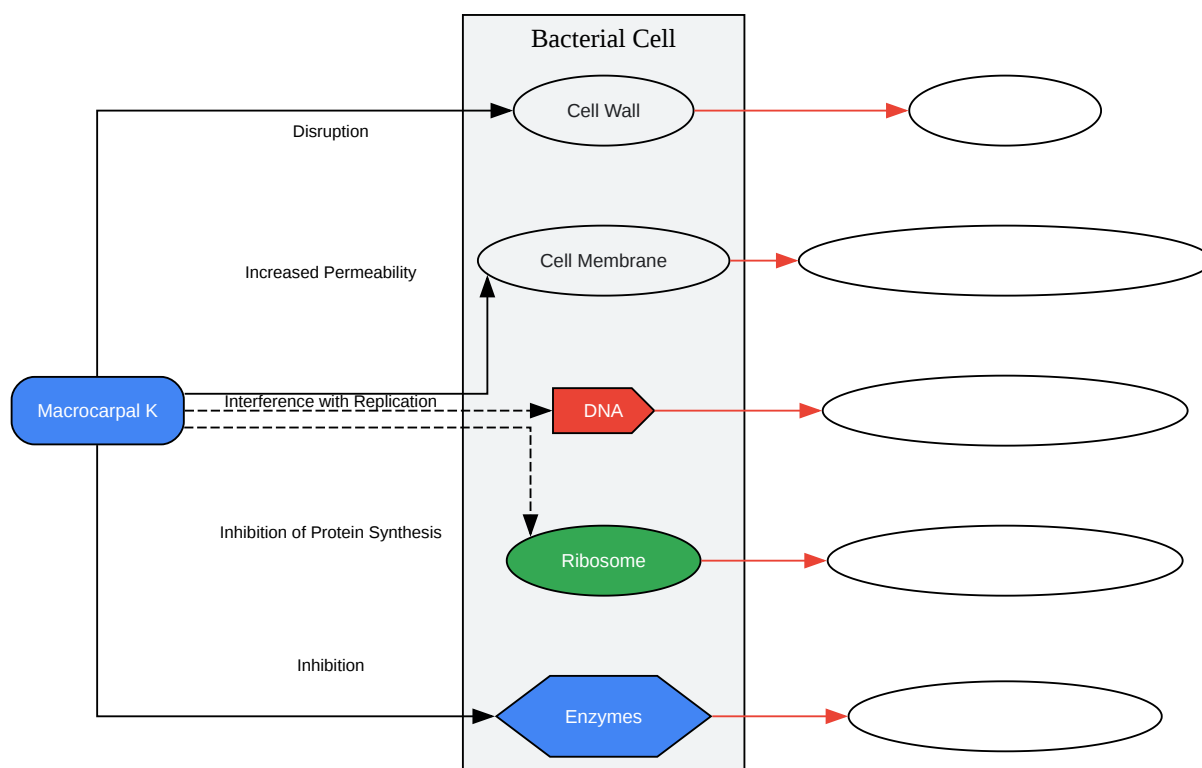 Bacterial Cell
Cell Wall
Disruption
Cell Membrane
Increased Permeability
Macrocarpal K
Interference with Replication
DNA
Inhibition of Protein Synthesis
Ribosome
Inhibition
Enzymes